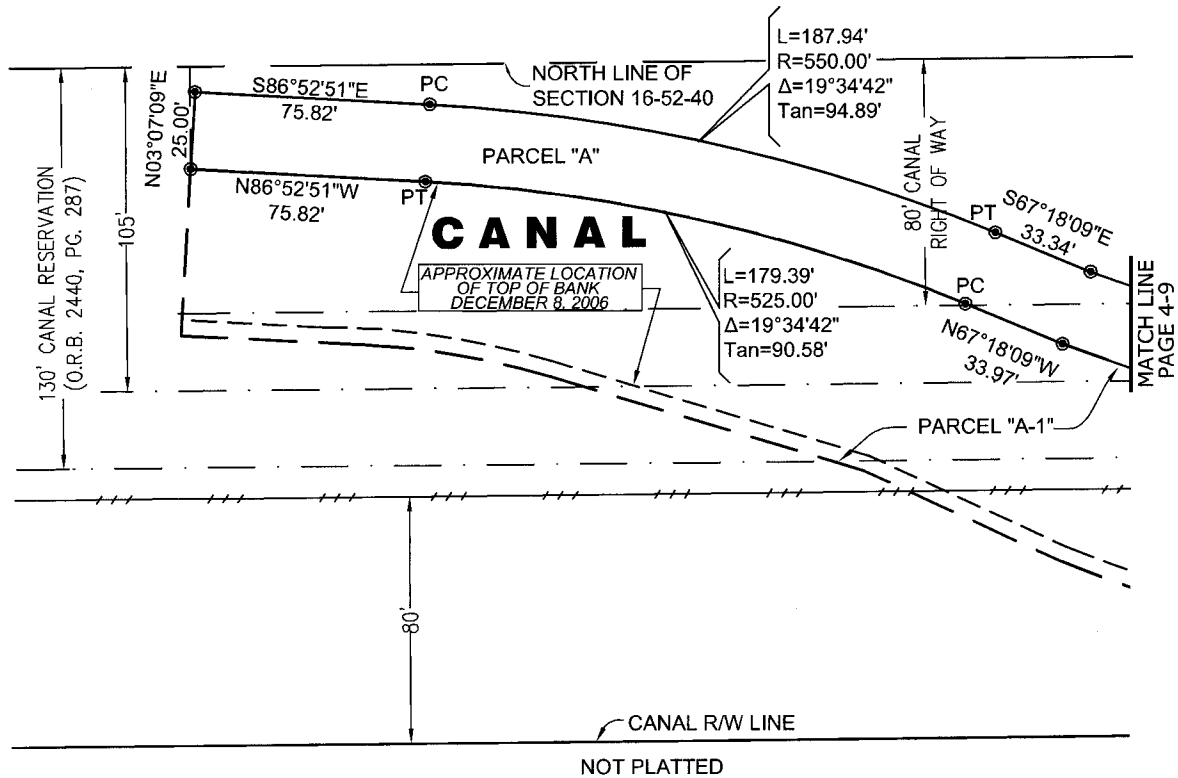 L=187.94'
R=550.00'
Δ=19°34'42"
Tan=94.89'
NORTH LINE OF
SECTION 16-52-40
S86°52'51"E
75.82'
PC
N03°07'09"E
25.00'
PARCEL "A"
80' CANAL
RIGHT OF WAY
130' CANAL RESERVATION
(O.R.B. 2440, PG. 287)
105'
N86°52'51"W
75.82'
PT
CANAL
PT
S67°18'09"E
33.34'
APPROXIMATE LOCATION
OF TOP OF BANK
DECEMBER 8, 2006
L=179.39'
R=525.00'
Δ=19°34'42"
Tan=90.58'
PC
N67°18'09"W
33.97'
MATCH LINE
PAGE 4-9
PARCEL "A-1"
80'
CANAL R/W LINE
NOT PLATTED